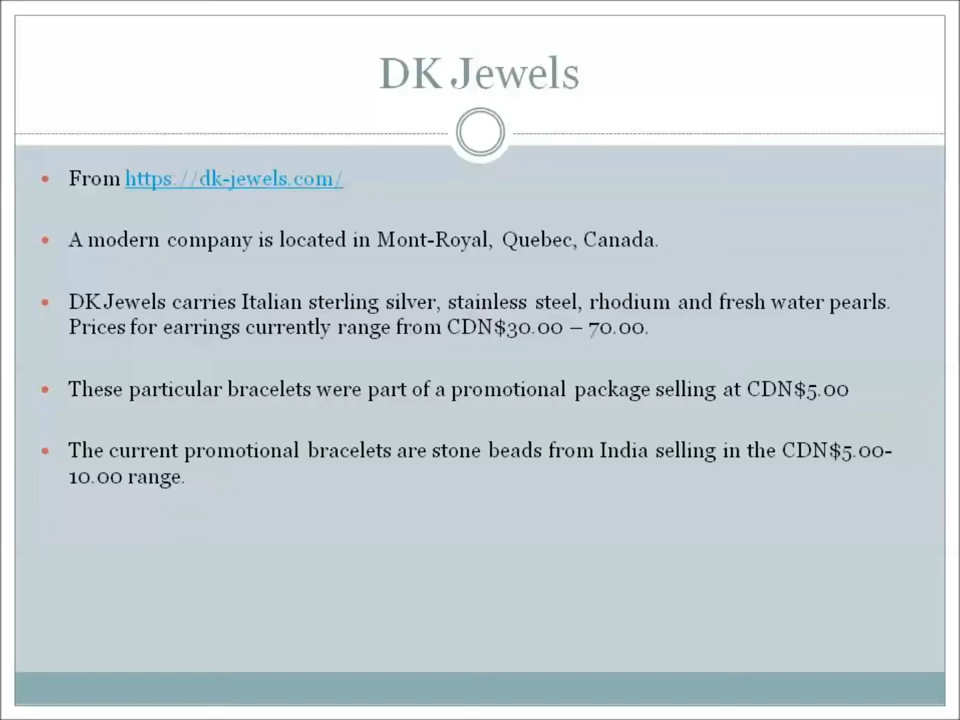 DK Jewels
• From https://dk-jewels.com/
• A modern company is located in Mont-Royal, Quebec, Canada.
• DK Jewels carries Italian sterling silver, stainless steel, rhodium and fresh water pearls.
Prices for earrings currently range from CDN$30.00 – 70.00.
• These particular bracelets were part of a promotional package selling at CDN$5.00
• The current promotional bracelets are stone beads from India selling in the CDN$5.00-
10.00 range.